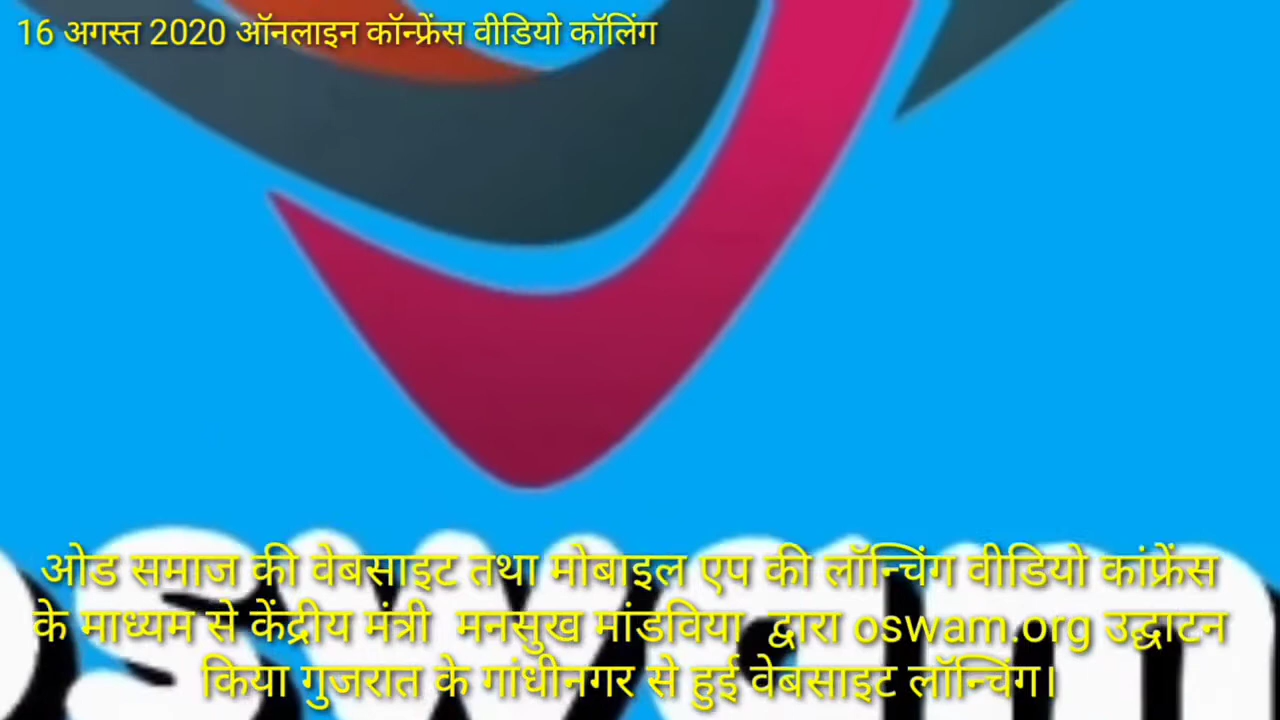 16 अगस्त 2020 ऑनलाइन कॉन्फ्रेंस वीडियो कॉलिंग
ओड समाज की वेबसाइट तथा मोबाइल एप की लॉन्चिंग वीडियो कांफ्रेंस
के माध्यम से केंद्रीय मंत्री मनसुख मांडविया द्वारा oswam.org उद्घाटन
किया गुजरात के गांधीनगर से हुई वेबसाइट लॉन्चिंग।
oswam